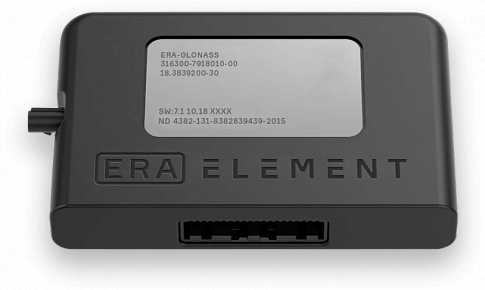 ERA-GLONASS
316300-7918010-00
18.3839200-30
SW:7.1 10.18 XXXX
ND 4382-131-8382839439-2015
ERA ELEMENT